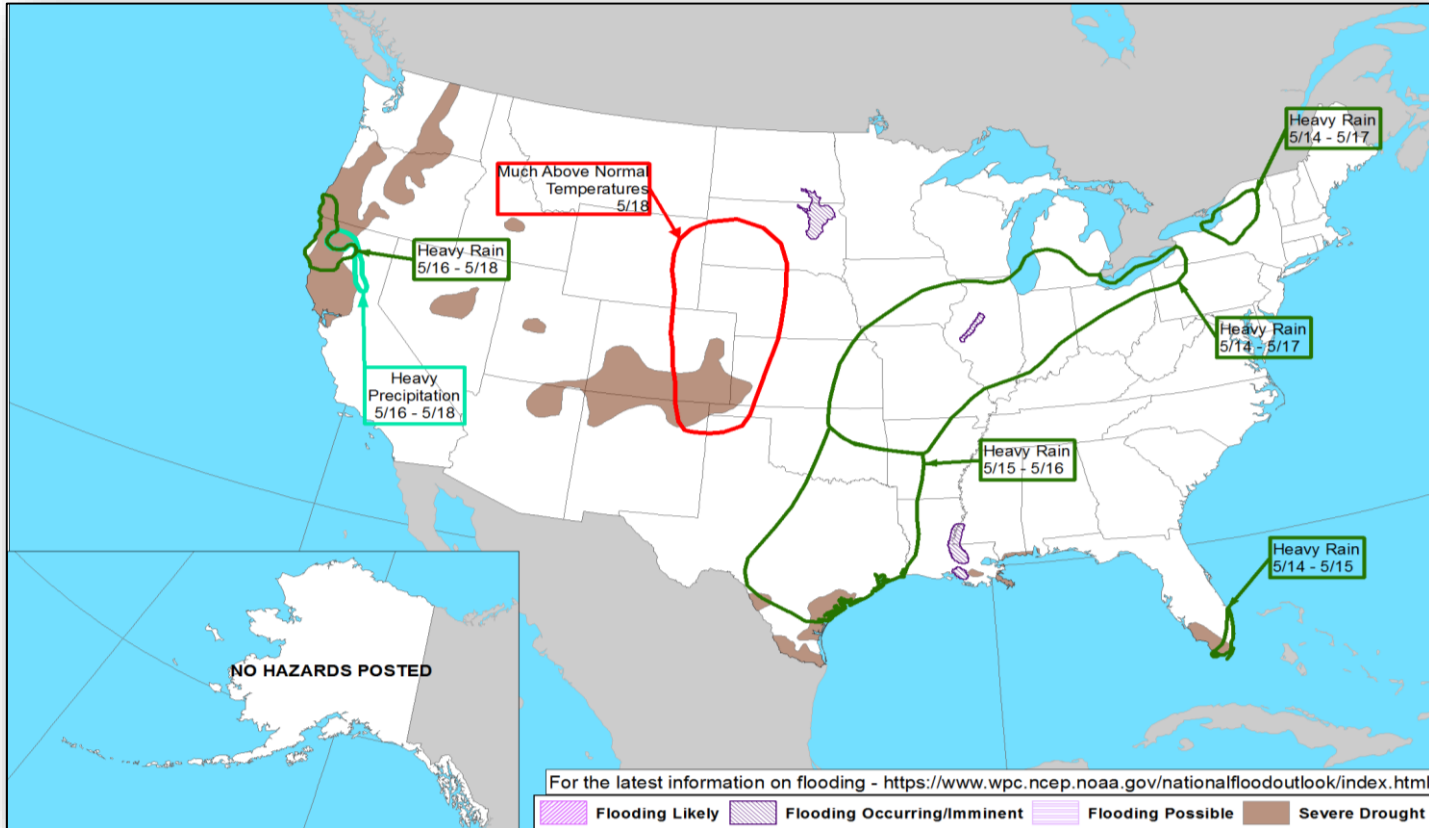 Heavy Rain
5/14 - 5/17
Much Above Normal
Temperatures
5/18
Heavy Rain
5/16 - 5/18
Heavy Rain
5/14 - 5/17
Heavy
Precipitation
5/16 - 5/18
Heavy Rain
5/15 - 5/16
Heavy Rain
5/14 - 5/15
NO HAZARDS POSTED
For the latest information on flooding - https://www.wpc.ncep.noaa.gov/nationalfloodoutlook/index.html
Flooding Likely Flooding Occurring/Imminent Flooding Possible Severe Drought